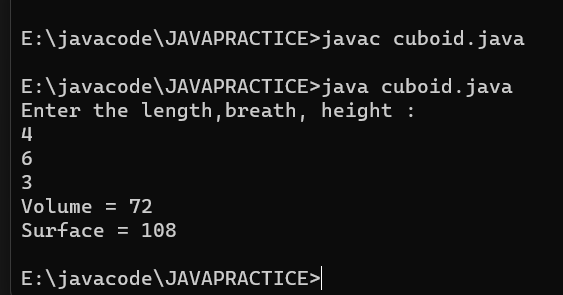 E:\javacode\JAVAPRACTICE>javac cuboid.java
E:\javacode\JAVAPRACTICE>java cuboid.java
Enter the length,breath, height :
4
6
3
Volume = 72
Surface = 108
E:\javacode\JAVAPRACTICE>